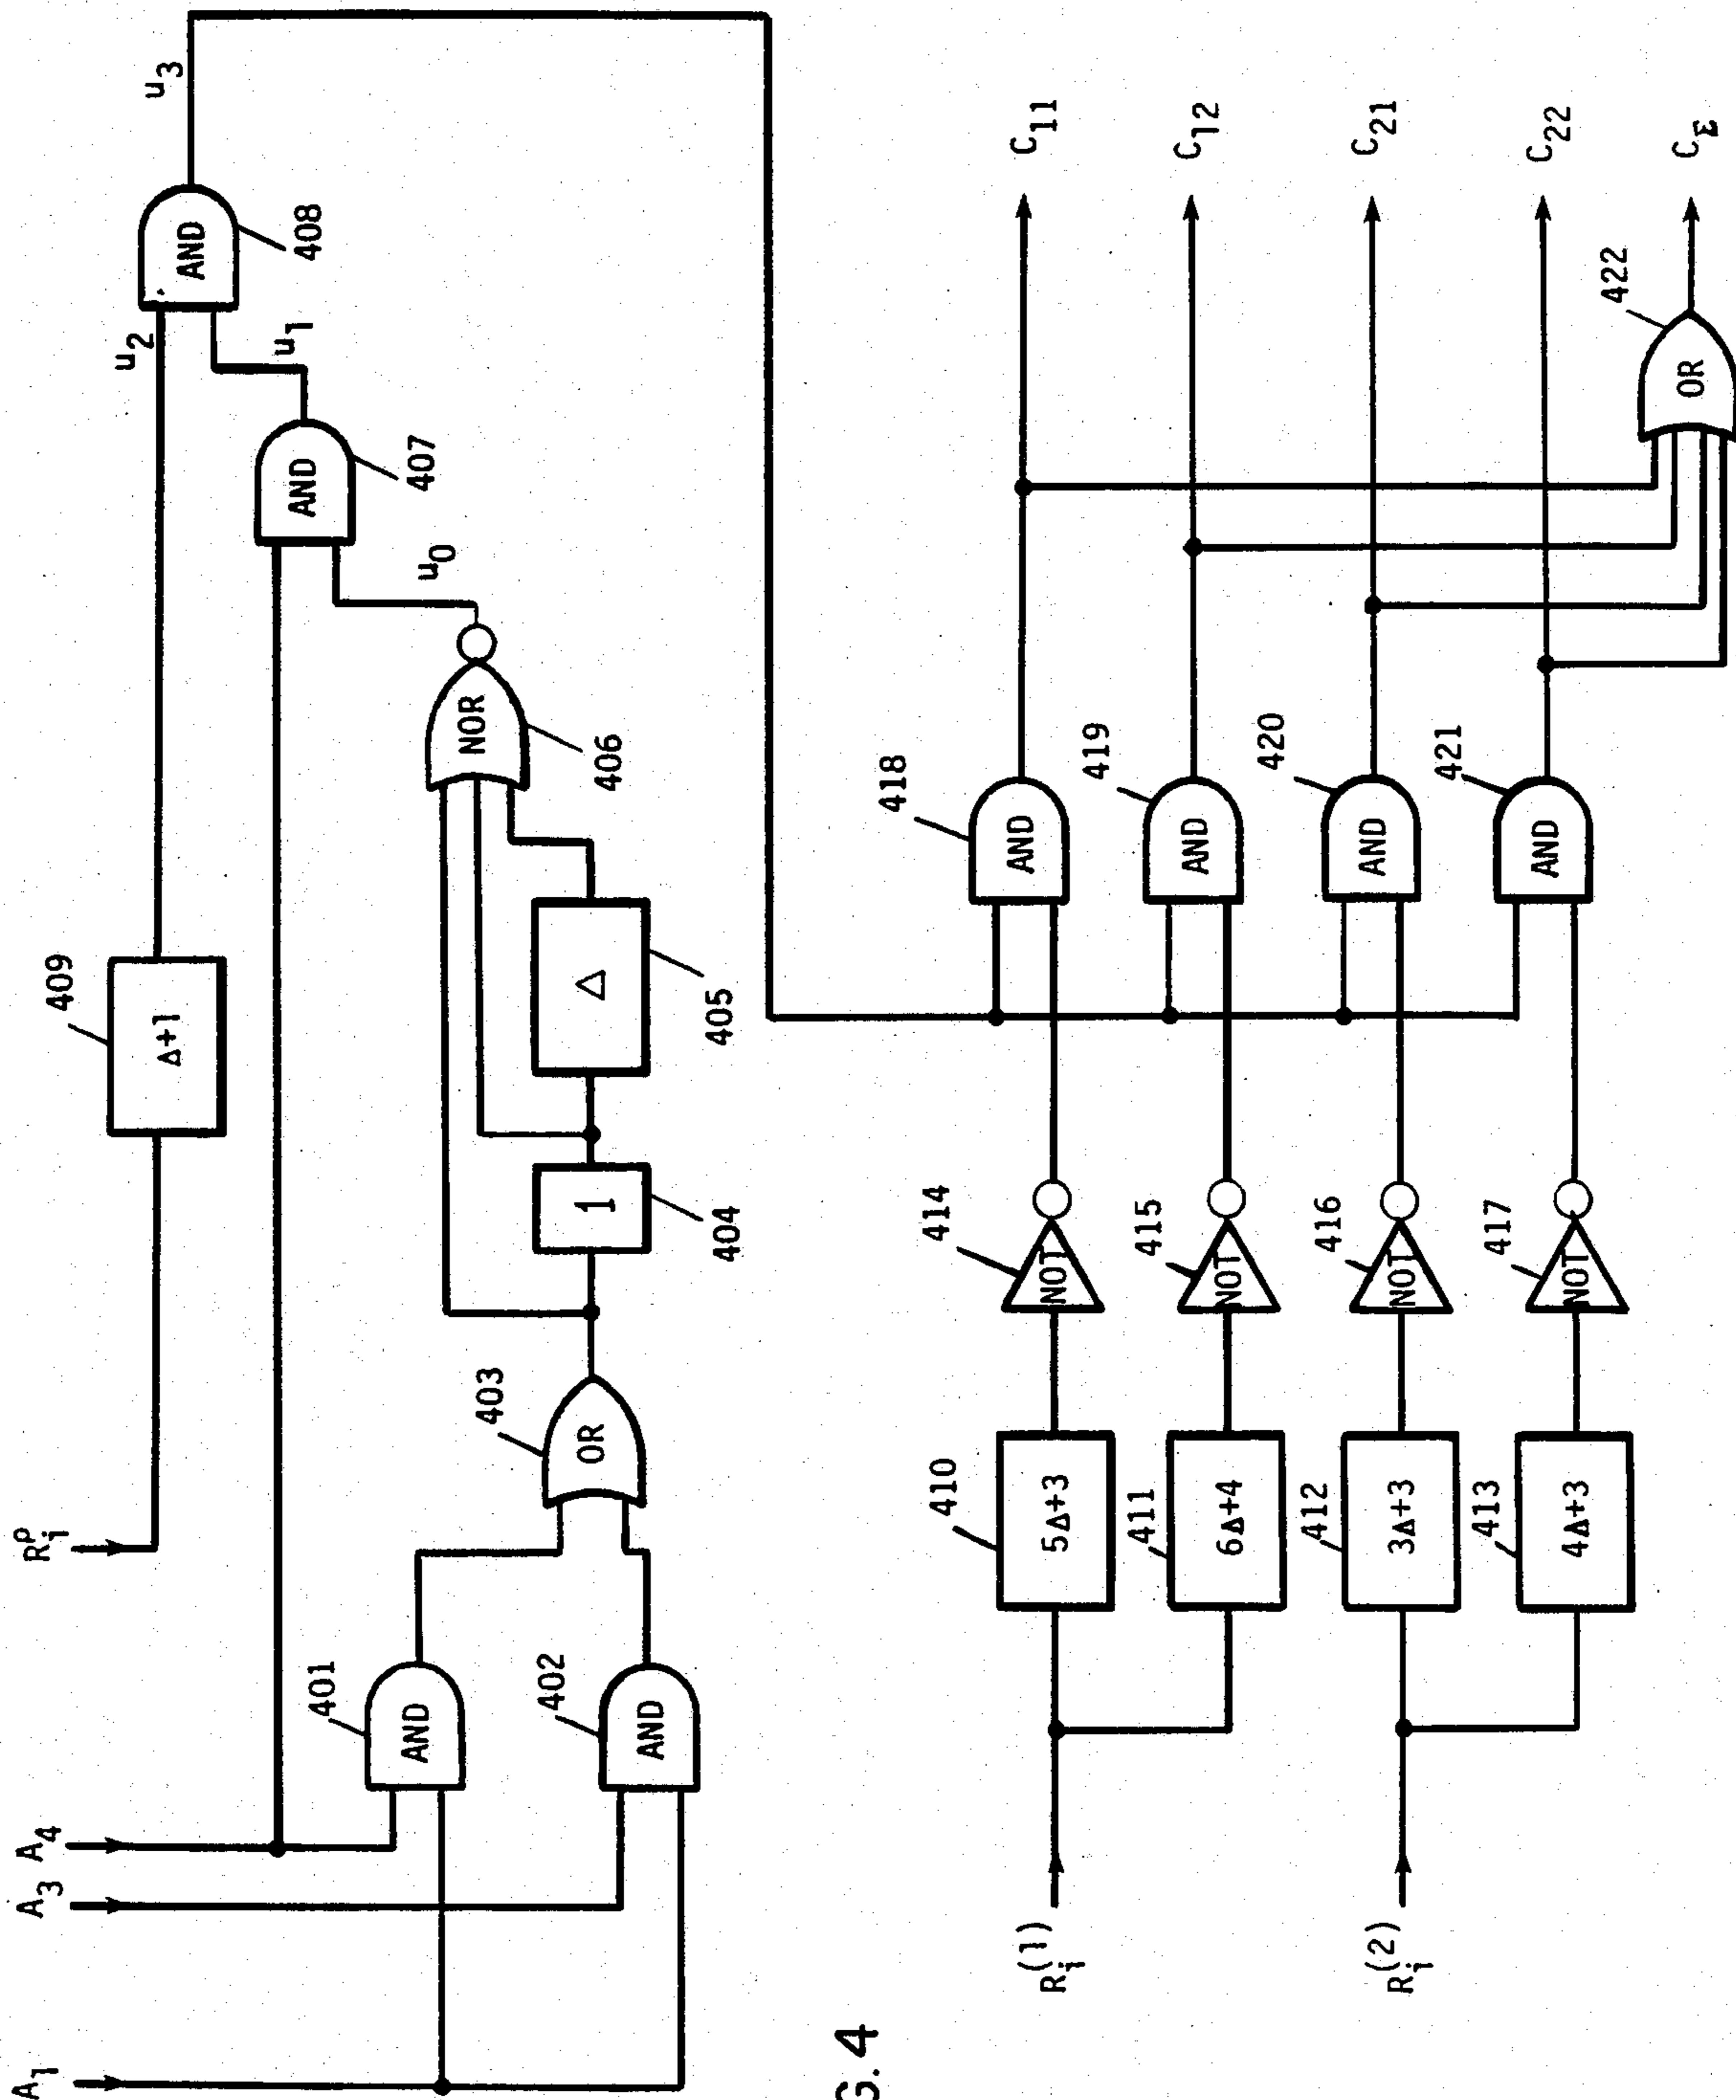 A1
A3
A4
R_i^ρ
401
AND
402
AND
403
OR
404
1
405
Δ
406
NOR
u0
407
AND
u1
409
Δ+1
u2
408
AND
u3
R_i^(1)
R_i^(2)
410
5Δ+3
411
6Δ+4
412
3Δ+3
413
4Δ+3
414
NOT
415
NOT
416
NOT
417
NOT
418
AND
419
AND
420
AND
421
AND
422
OR
C11
C12
C21
C22
CΣ
G. 4